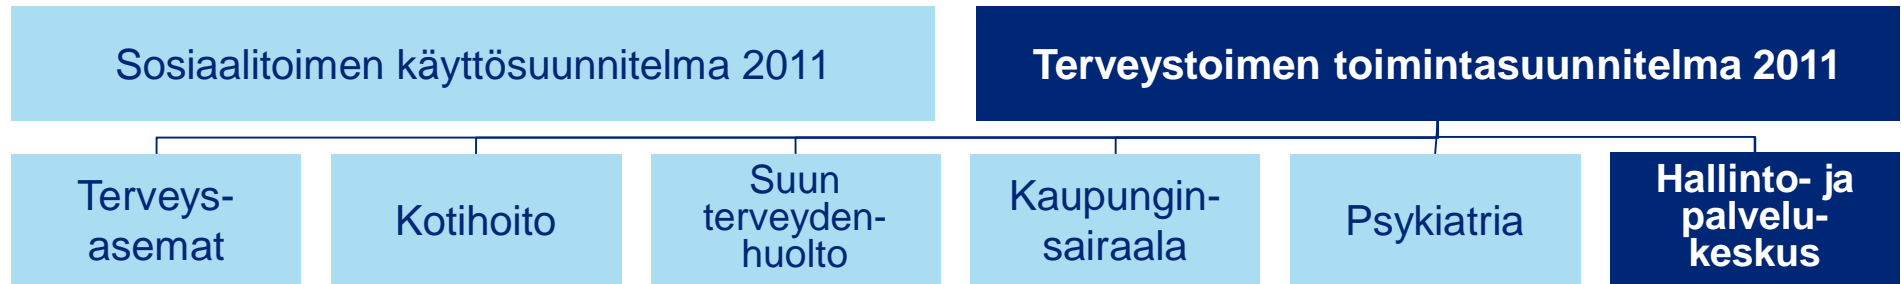 Sosiaalitoimen käyttösuunnitelma 2011
Terveystoimen toimintasuunnitelma 2011
Terveys-
asemat
Kotihoito
Suun
terveyden-
huolto
Kaupungin-
sairaala
Psykiatria
Hallinto- ja
palvelu-
keskus